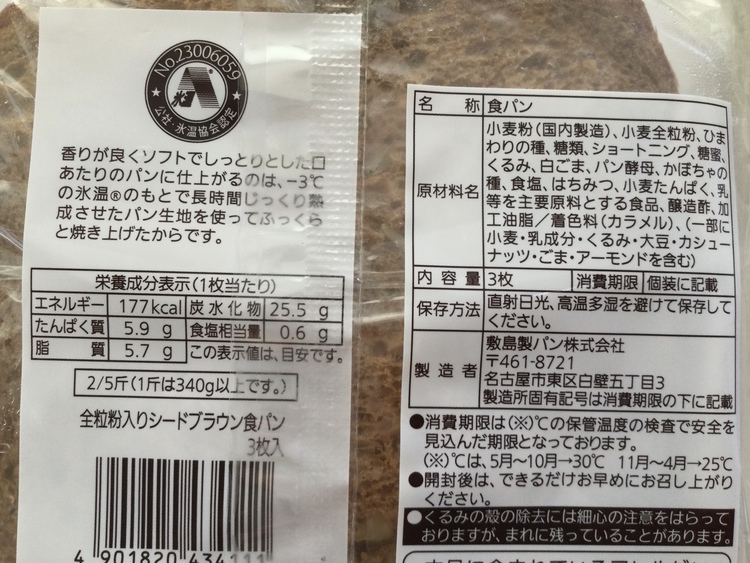 No.23006059
氷
A
公社・氷温協会認定
香りが良くソフトでしっとりとした口
あたりのパンに仕上がるのは、−3℃
の氷温®のもとで長時間じっくり熟
成させたパン生地を使ってふっくら
と焼き上げたからです。
栄養成分表示(1枚当たり)
エネルギー 177kcal 炭水化物 25.5 g
たんぱく質 5.9 g 食塩相当量 0.6 g
脂質 5.7 g この表示値は、目安です。
2/5斤(1斤は340g以上です。)
全粒粉入りシードブラウン食パン
3枚入
4 901820 434111
名称 食パン
原材料名 小麦粉(国内製造)、小麦全粒粉、ひま
わりの種、糖類、ショートニング、糖蜜、
くるみ、白ごま、パン酵母、かぼちゃの
種、食塩、はちみつ、小麦たんぱく、乳
等を主要原料とする食品、醸造酢、加
工油脂/着色料(カラメル)、(一部に
小麦・乳成分・くるみ・大豆・カシュー
ナッツ・ごま・アーモンドを含む)
内容量 3枚 消費期限 個装に記載
保存方法 直射日光、高温多湿を避けて保存して
ください。
製造者 敷島製パン株式会社
〒461-8721
名古屋市東区白壁五丁目3
製造所固有記号は消費期限の下に記載
●消費期限は(※)℃の保管温度の検査で安全を
見込んだ期限となっております。
(※)℃は、5月〜10月→30℃ 11月〜4月→25℃
●開封後は、できるだけお早めにお召し上がり
ください。
●くるみの殻の除去には細心の注意をはらって
おりますが、まれに残っていることがあります。